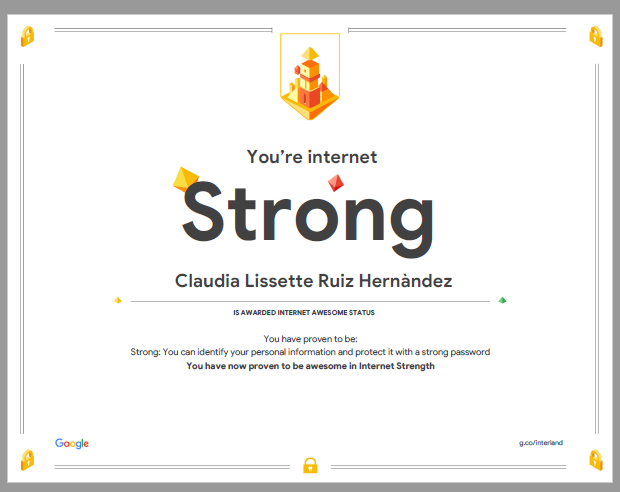 You're internet
Strong
Claudia Lissette Ruiz Hernàndez
IS AWARDED INTERNET AWESOME STATUS
You have proven to be:
Strong: You can identify your personal information and protect it with a strong password
You have now proven to be awesome in Internet Strength
Google
g.co/interland